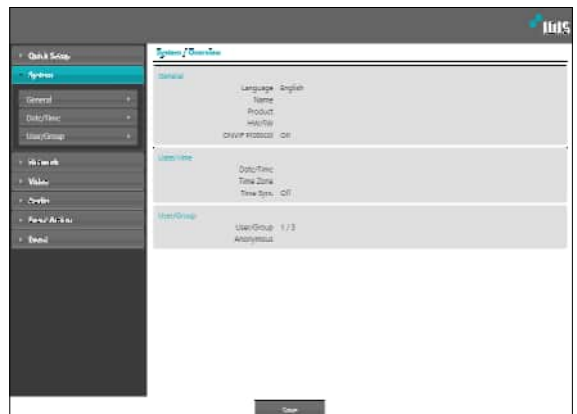 IDIS
Quick Setup
System
General
Date/Time
User/Group
Network
Video
Audio
Event Action
Event
System / Overview
General
Language English
Name
Product
HW/SW
ONVIF Protocol Off
Date/Time
Date/Time
Time Zone
Time Sync. Off
User/Group
User/Group 1 / 3
Anonymous
Save